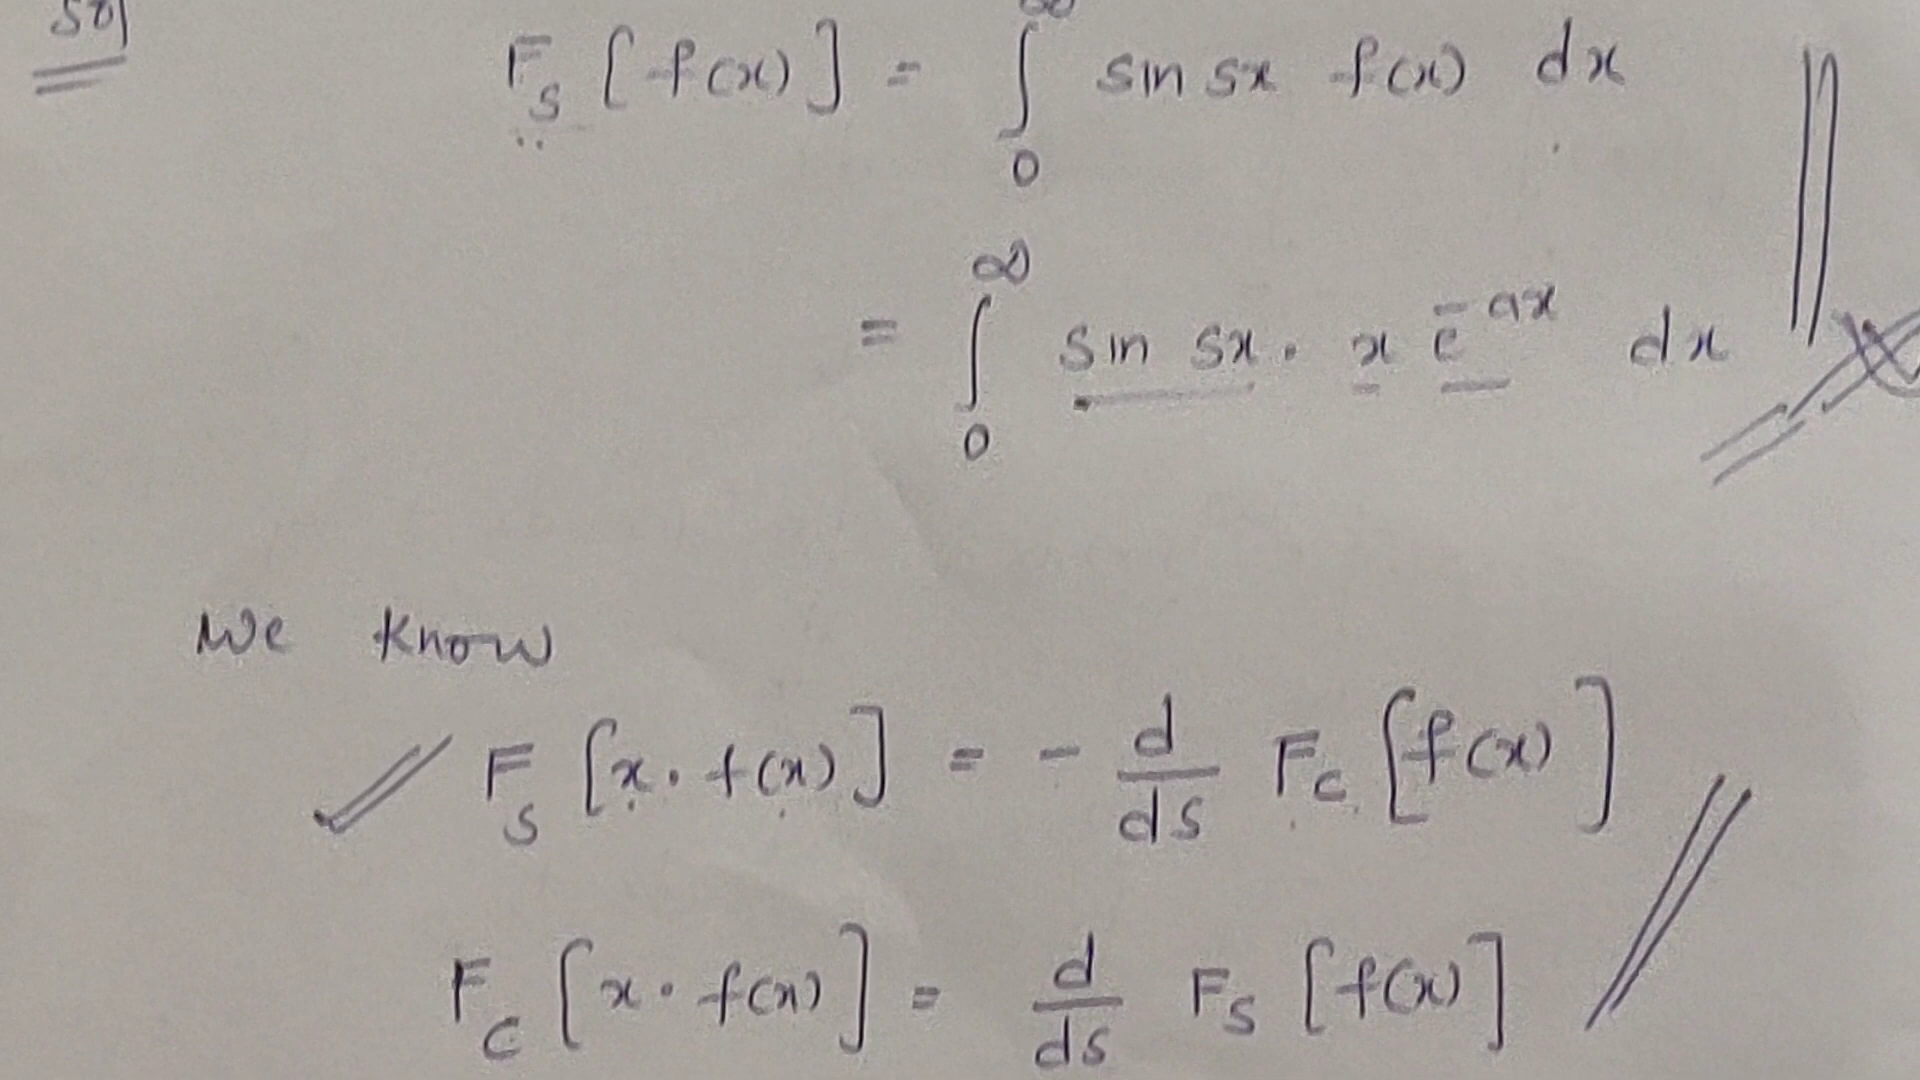 Sol
F_s [f(x)] = ∫_0^∞ sin sx f(x) dx
= ∫_0^∞ sin sx . x e^{-ax} dx
We know
F_s [x. f(x)] = - d/ds F_c [f(x)]
F_c [x. f(x)] = d/ds F_s [f(x)]